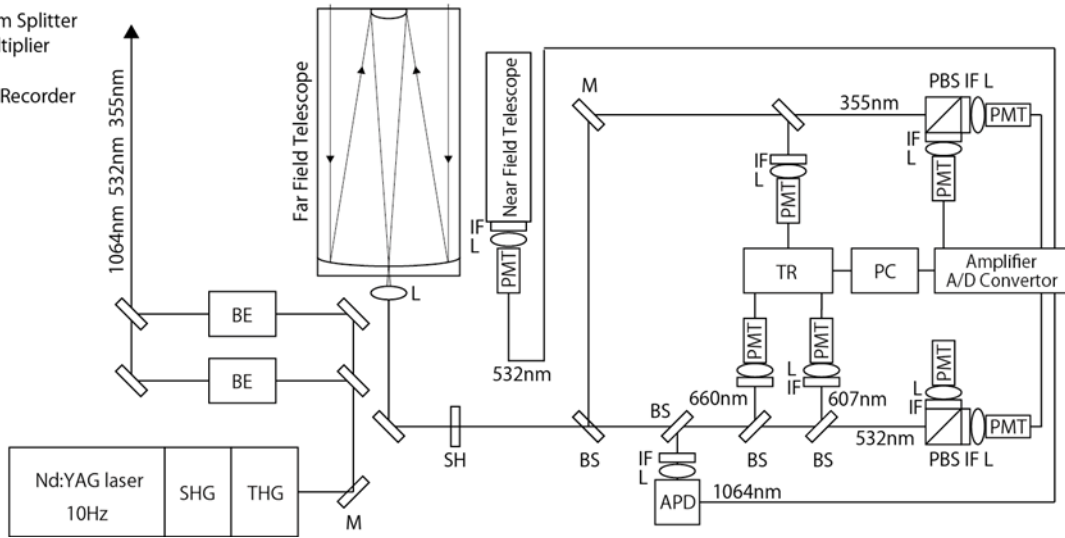 m Splitter
tiplier
Recorder
1064nm 532nm 355nm
Far Field Telescope
Near Field Telescope
IF
L
PMT
532nm
L
BE
BE
Nd:YAG laser
10Hz
SHG
THG
M
SH
M
BS
355nm
PBS IF L
PMT
IF
L
PMT
IF
L
PMT
TR
PC
Amplifier
A/D Convertor
PMT
PMT
L
IF
660nm
607nm
BS
BS
BS
532nm
PMT
L
IF
PMT
PBS IF L
IF
L
APD
1064nm